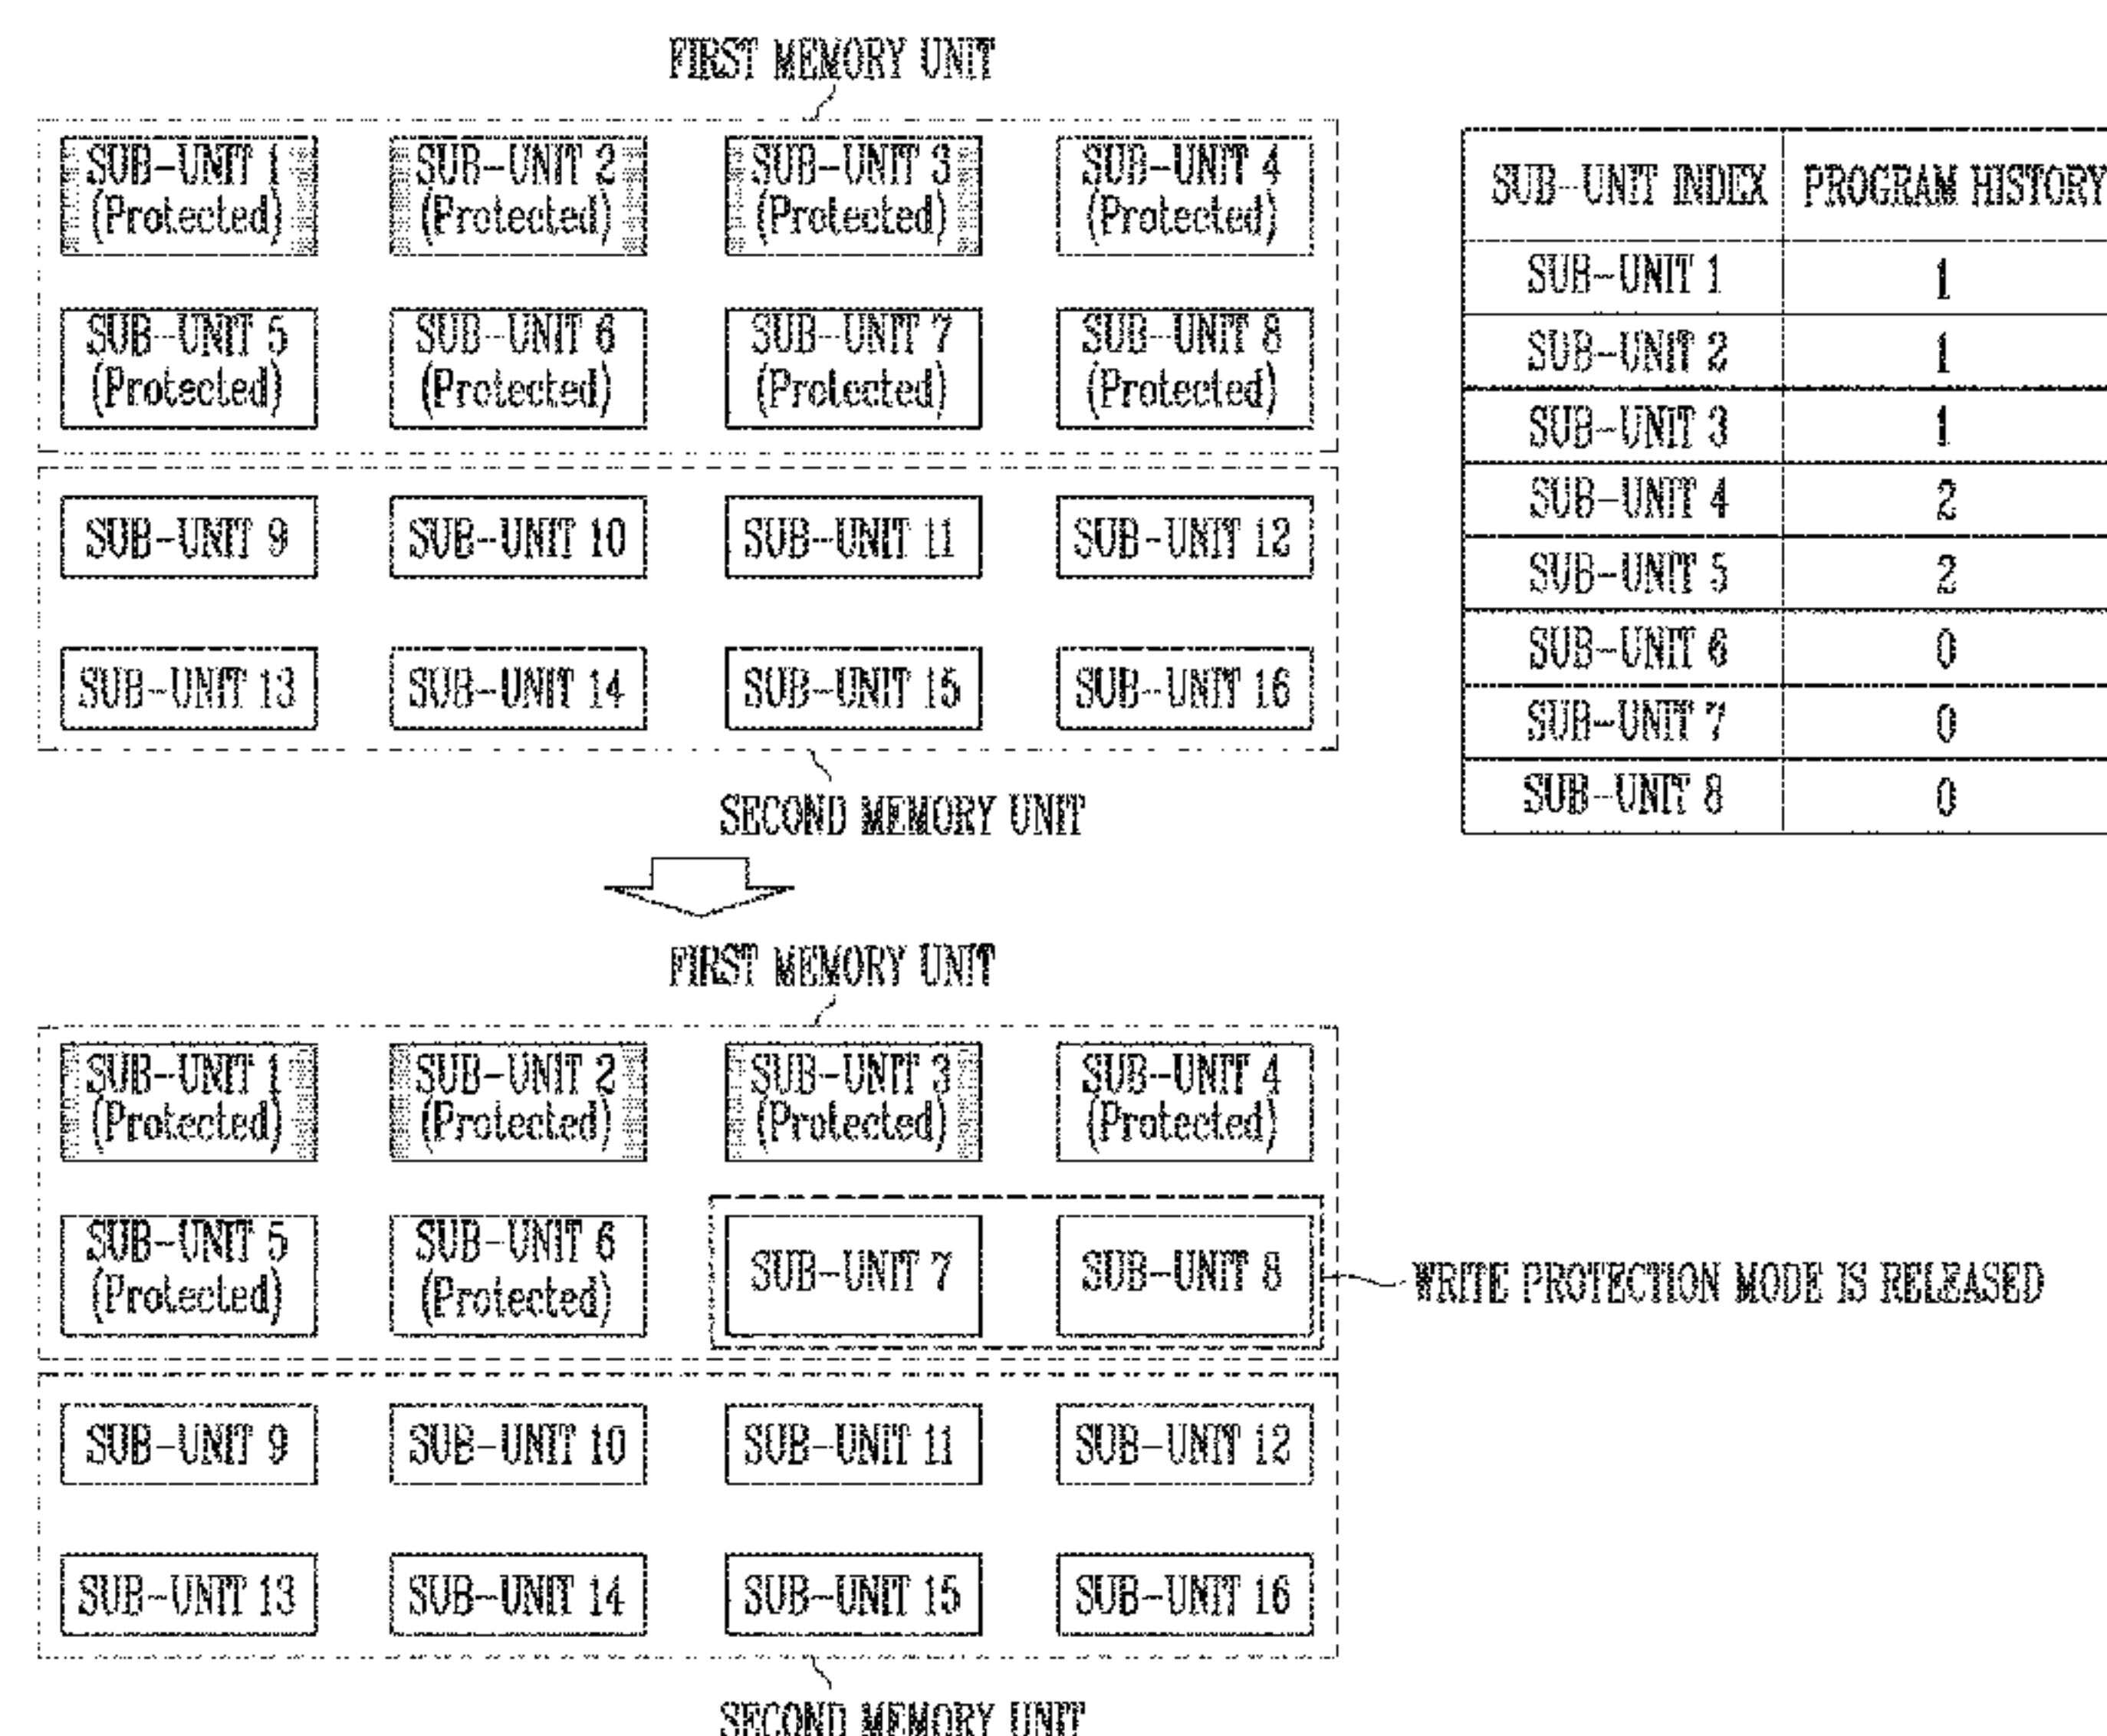 FIRST MEMORY UNIT
SUB-UNIT 1 (Protected)
SUB-UNIT 2 (Protected)
SUB-UNIT 3 (Protected)
SUB-UNIT 4 (Protected)
SUB-UNIT 5 (Protected)
SUB-UNIT 6 (Protected)
SUB-UNIT 7 (Protected)
SUB-UNIT 8 (Protected)
SUB-UNIT 9
SUB-UNIT 10
SUB-UNIT 11
SUB-UNIT 12
SUB-UNIT 13
SUB-UNIT 14
SUB-UNIT 15
SUB-UNIT 16
SECOND MEMORY UNIT
SUB-UNIT INDEX PROGRAM HISTORY
SUB-UNIT 1 1
SUB-UNIT 2 1
SUB-UNIT 3 1
SUB-UNIT 4 2
SUB-UNIT 5 2
SUB-UNIT 6 0
SUB-UNIT 7 0
SUB-UNIT 8 0
FIRST MEMORY UNIT
SUB-UNIT 1 (Protected)
SUB-UNIT 2 (Protected)
SUB-UNIT 3 (Protected)
SUB-UNIT 4 (Protected)
SUB-UNIT 5 (Protected)
SUB-UNIT 6 (Protected)
SUB-UNIT 7
SUB-UNIT 8
WRITE PROTECTION MODE IS RELEASED
SUB-UNIT 9
SUB-UNIT 10
SUB-UNIT 11
SUB-UNIT 12
SUB-UNIT 13
SUB-UNIT 14
SUB-UNIT 15
SUB-UNIT 16
SECOND MEMORY UNIT